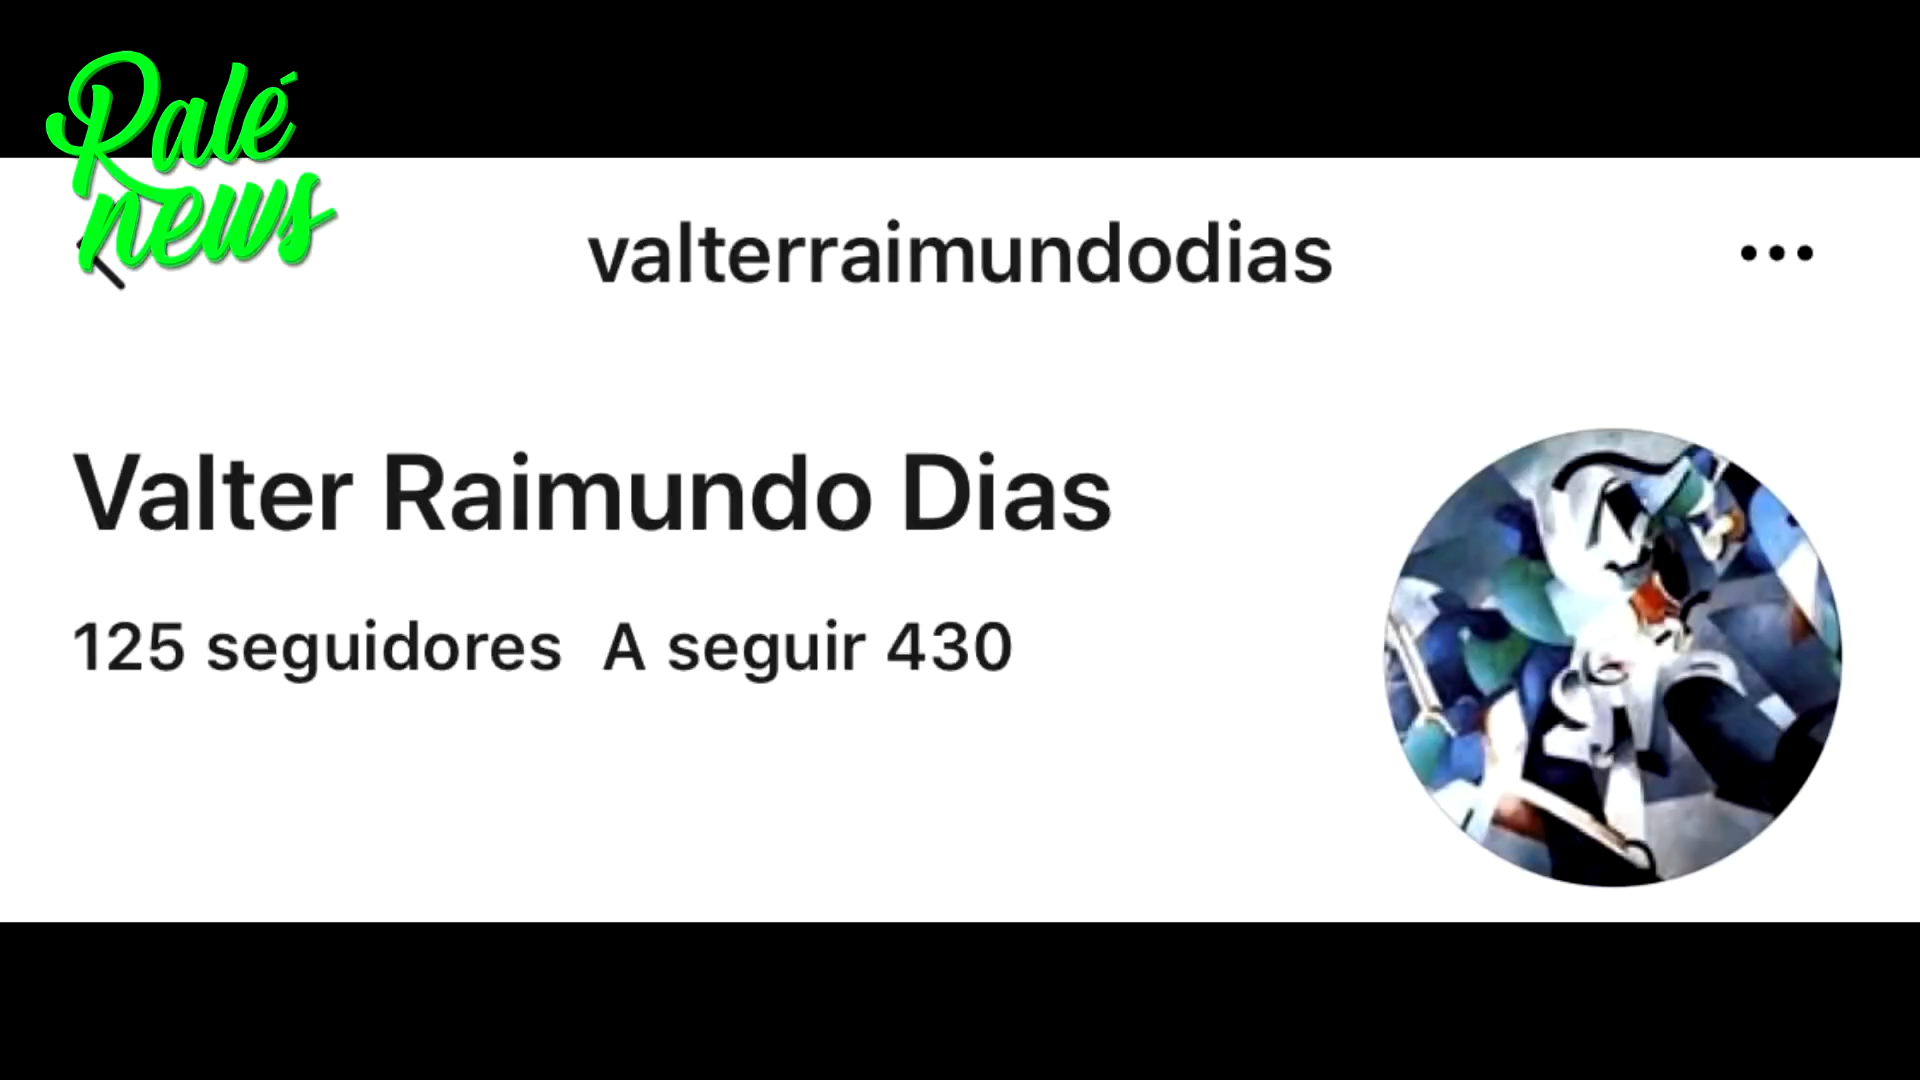 Ralé
news
valterraimundodias
Valter Raimundo Dias
125 seguidores A seguir 430